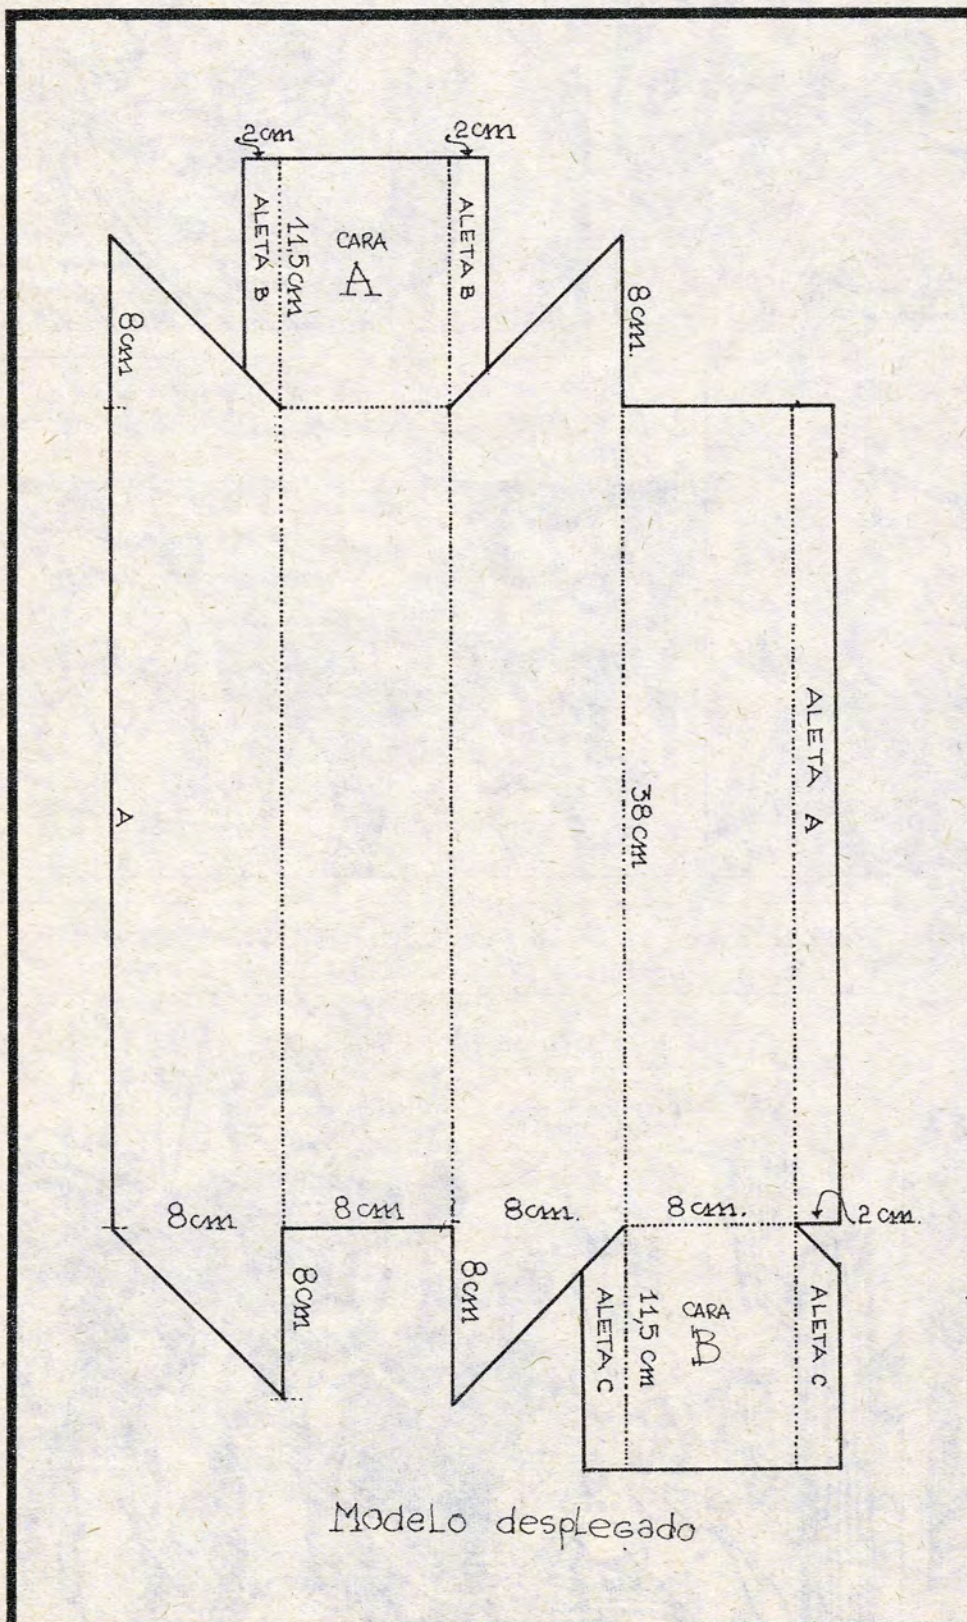 2cm
2cm
ALETA B
11,5 cm
CARA
A
ALETA B
8cm
8cm.
ALETA A
A
38cm
8cm
8cm
8cm.
8cm.
2cm.
8cm
8cm
ALETA C
11,5 cm
CARA
B
ALETA C
Modelo desplegado